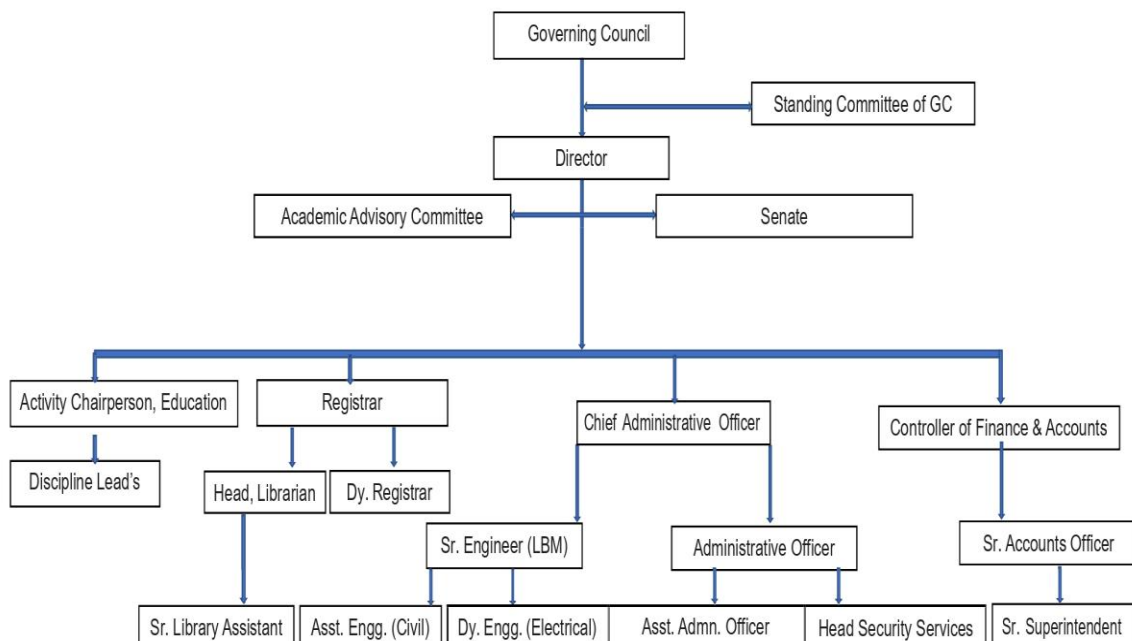 Governing Council
Standing Committee of GC
Director
Academic Advisory Committee
Senate
Activity Chairperson, Education
Registrar
Chief Administrative Officer
Controller of Finance & Accounts
Discipline Lead's
Head, Librarian
Dy. Registrar
Sr. Engineer (LBM)
Administrative Officer
Sr. Accounts Officer
Sr. Library Assistant
Asst. Engg. (Civil)
Dy. Engg. (Electrical)
Asst. Admn. Officer
Head Security Services
Sr. Superintendent